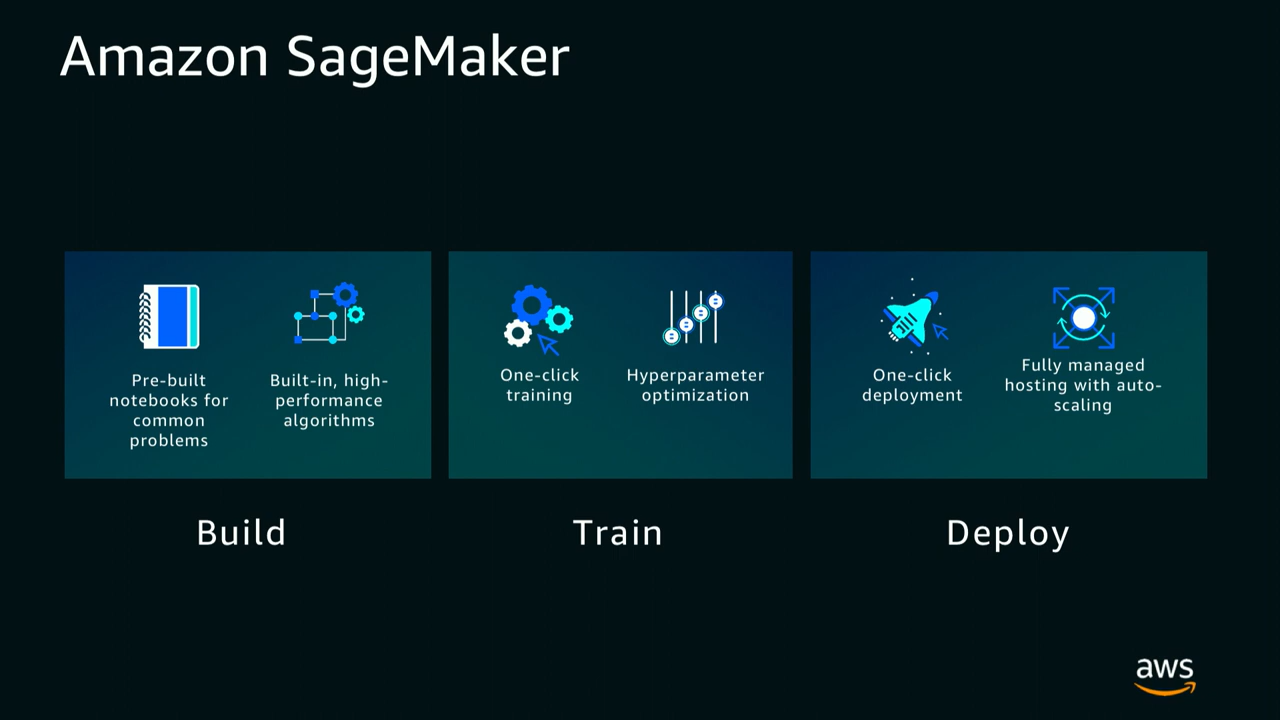 Amazon SageMaker
Pre-built
notebooks for
common
problems
Built-in, high-
performance
algorithms
One-click
training
Hyperparameter
optimization
One-click
deployment
Fully managed
hosting with auto-
scaling
Build
Train
Deploy
aws